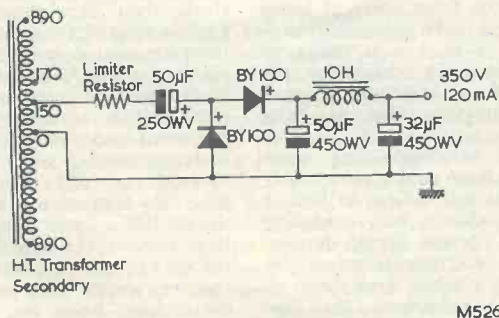 890
170
150
0
890
H.T. Transformer
Secondary
Limiter
Resistor
50µF
+
250WV
BY100
+
BY100
+
+
50µF
450WV
10H
+
32µF
450WV
350V
120mA
M526